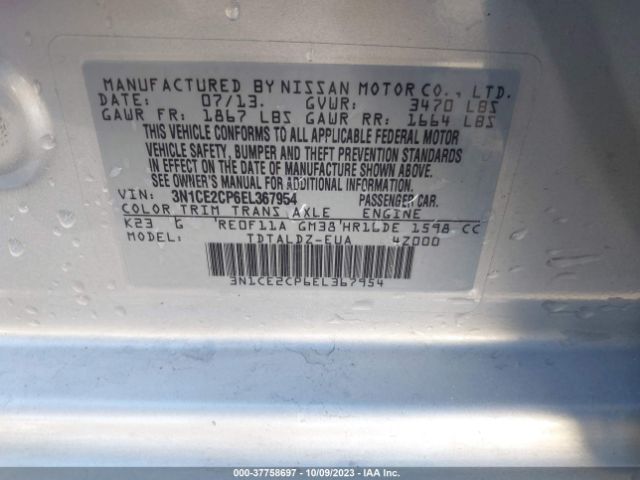 MANUFACTURED BY NISSAN MOTOR CO., LTD.
DATE: 07/13. GVWR: 3470 LBS
GAWR FR: 1867 LBS GAWR RR: 1664 LBS
THIS VEHICLE CONFORMS TO ALL APPLICABLE FEDERAL MOTOR
VEHICLE SAFETY, BUMPER AND THEFT PREVENTION STANDARDS
IN EFFECT ON THE DATE OF MANUFACTURE SHOWN ABOVE.
SEE OWNER'S MANUAL FOR ADDITIONAL INFORMATION.
VIN: 3N1CE2CP6EL367954 PASSENGER CAR.
COLOR TRIM TRANS AXLE ENGINE
K23 G 'RE0F11A GM38'HR16DE 1598 CC
MODEL: TDTALDZ-EUA 4Z000
3N1CE2CP6EL367954
000-37758697 - 10/09/2023 - IAA Inc.